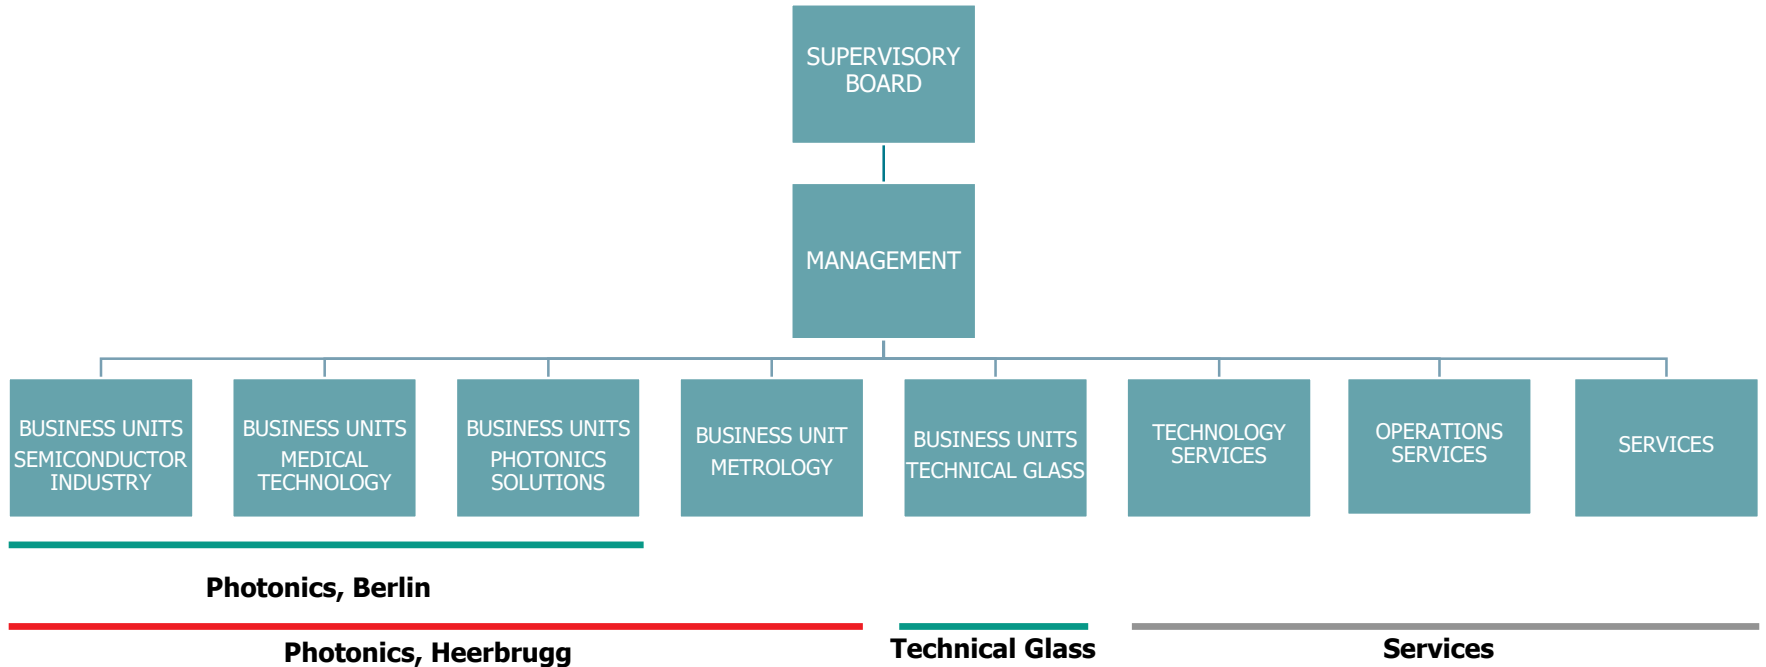 SUPERVISORY
BOARD
MANAGEMENT
BUSINESS UNITS
SEMICONDUCTOR
INDUSTRY
BUSINESS UNITS
MEDICAL
TECHNOLOGY
BUSINESS UNITS
PHOTONICS
SOLUTIONS
BUSINESS UNIT
METROLOGY
BUSINESS UNITS
TECHNICAL GLASS
TECHNOLOGY
SERVICES
OPERATIONS
SERVICES
SERVICES
Photonics, Berlin
Photonics, Heerbrugg
Technical Glass
Services